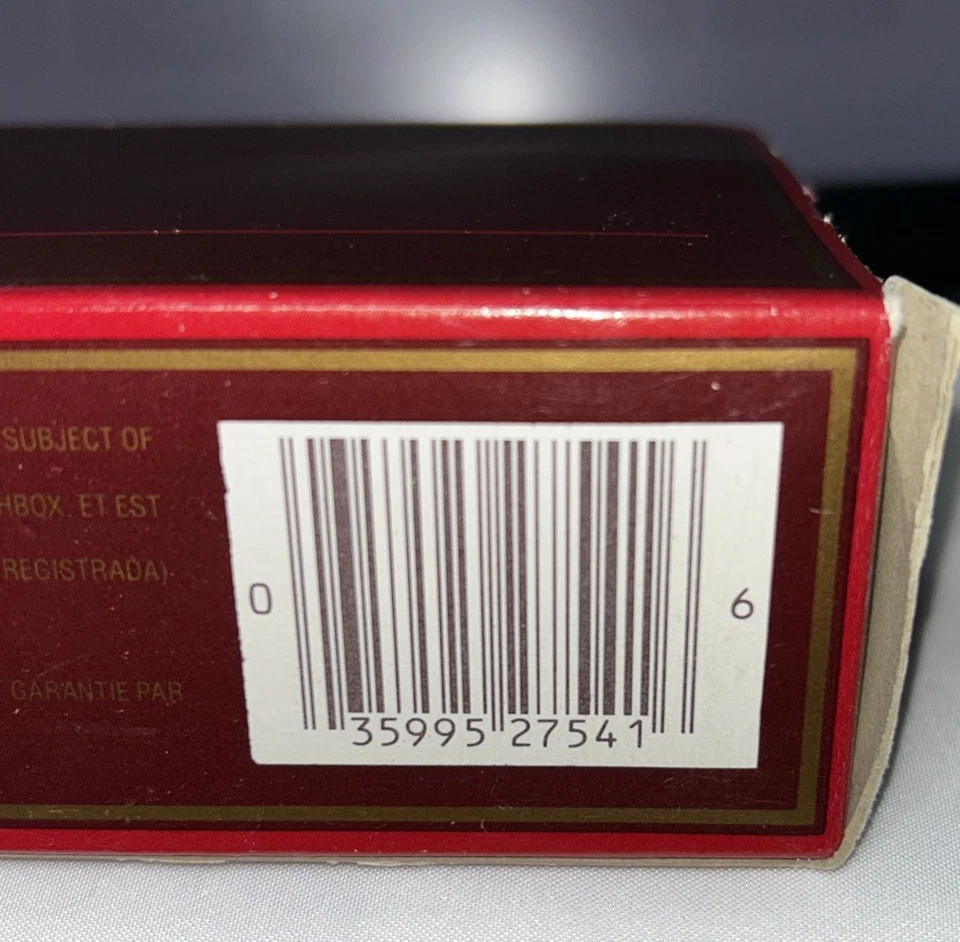 SUBJECT OF
HBOX. ET EST
REGISTRADA).
GARANTIE PAR
0 35995 27541 6